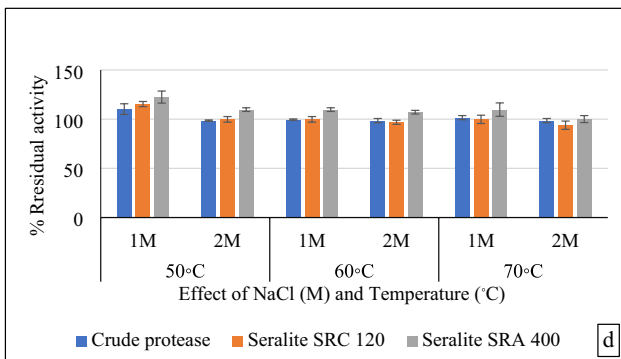 150
100
50
0
% Rresidual activity
1M 2M 1M 2M 1M 2M
50◦C 60◦C 70◦C
Effect of NaCl (M) and Temperature (◦C)
Crude protease Seralite SRC 120 Seralite SRA 400
d